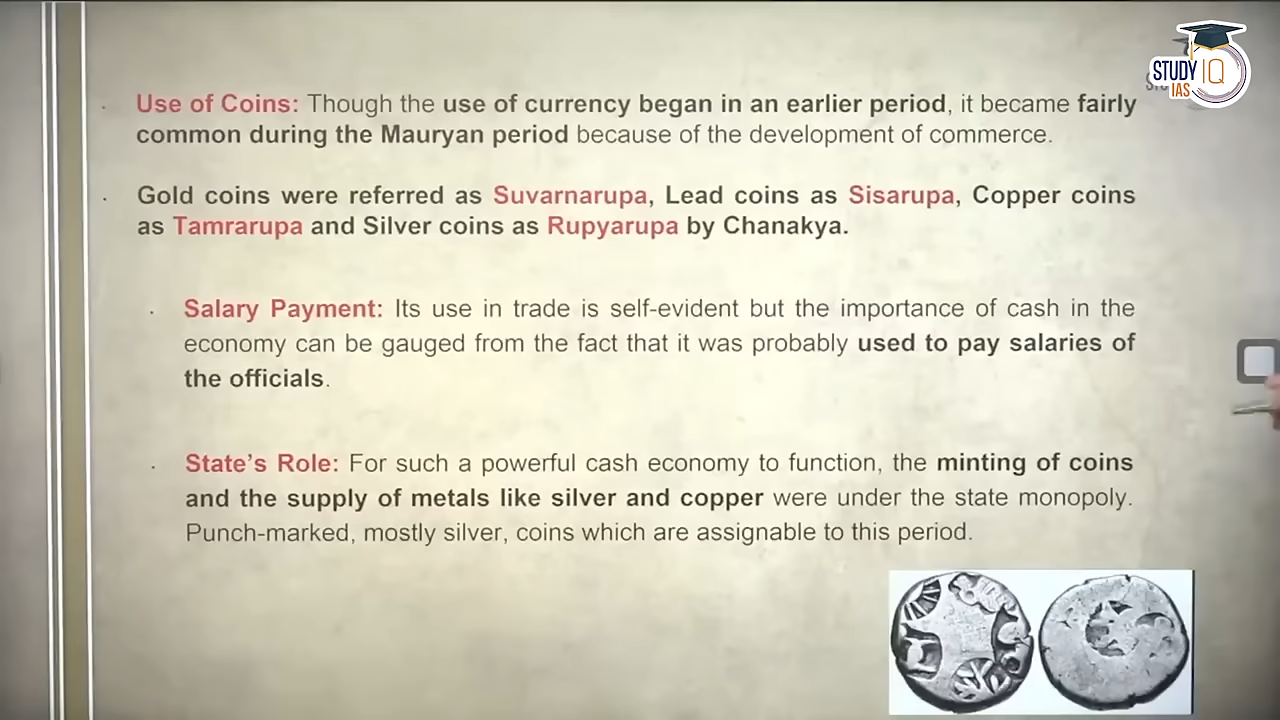 STUDY IQ
IAS
Use of Coins: Though the use of currency began in an earlier period, it became fairly
common during the Mauryan period because of the development of commerce.
Gold coins were referred as Suvarnarupa, Lead coins as Sisarupa, Copper coins
as Tamrarupa and Silver coins as Rupyarupa by Chanakya.
Salary Payment: Its use in trade is self-evident but the importance of cash in the
economy can be gauged from the fact that it was probably used to pay salaries of
the officials.
State’s Role: For such a powerful cash economy to function, the minting of coins
and the supply of metals like silver and copper were under the state monopoly.
Punch-marked, mostly silver, coins which are assignable to this period.